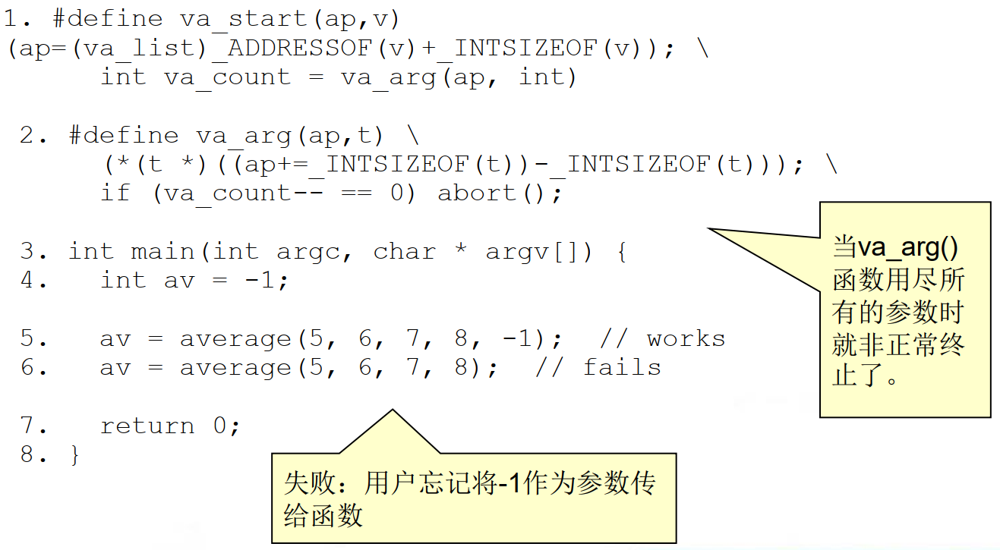 1. #define va_start(ap,v)
(ap=(va_list)_ADDRESSOF(v)+_INTSIZEOF(v)); \
int va_count = va_arg(ap, int)
2. #define va_arg(ap,t) \
(*(t *)((ap+=_INTSIZEOF(t))-_INTSIZEOF(t))); \
if (va_count-- == 0) abort();
3. int main(int argc, char * argv[]) {
4. int av = -1;
5. av = average(5, 6, 7, 8, -1); // works
6. av = average(5, 6, 7, 8); // fails
7. return 0;
8. }
当va_arg()
函数用尽所
有的参数时
就非正常终
止了。
失败：用户忘记将-1作为参数传
给函数